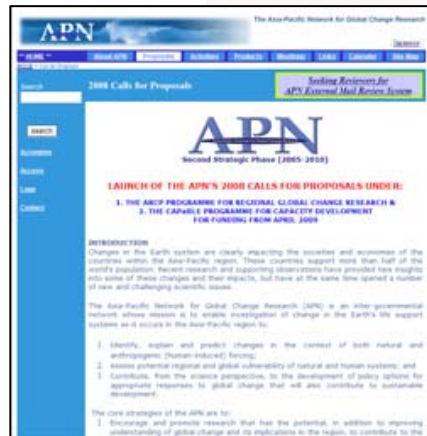 APN
The Asia-Pacific Network for Global Change Research
Japanese
HOME
About APN Proposals Activities Products Meetings Links Calendar Site Map
Search
2008 Calls for Proposals
Seeking Reviewers for
APN External Mail Review System
search
Acronyms
Access
Logo
Contact
APN
Second Strategic Phase [2005-2010]
LAUNCH OF THE APN'S 2008 CALLS FOR PROPOSALS UNDER:
1. THE ARCP PROGRAMME FOR REGIONAL GLOBAL CHANGE RESEARCH &
2. THE CAPaBLE PROGRAMME FOR CAPACITY DEVELOPMENT
FOR FUNDING FROM APRIL 2009
INTRODUCTION
Changes in the Earth system are clearly impacting the societies and economies of the
countries within the Asia-Pacific region. These countries support more than half of the
world's population. Recent research and supporting observations have provided new insights
into some of these changes and their impacts, but have at the same time opened a number
of new and challenging scientific issues.
The Asia-Pacific Network for Global Change Research (APN) is an inter-governmental
network whose mission is to enable investigation of change in the Earth's life support
systems as it occurs in the Asia-Pacific region to:
1. Identify, explain and predict changes in the context of both natural and
anthropogenic (human-induced) forcing;
2. Assess potential regional and global vulnerability of natural and human systems; and
3. Contribute, from the science perspective, to the development of policy options for
appropriate responses to global change that will also contribute to sustainable
development.
The core strategies of the APN are to:
1. Encourage and promote research that has the potential, in addition to improving
understanding of global change and its implications in the region, to contribute to the